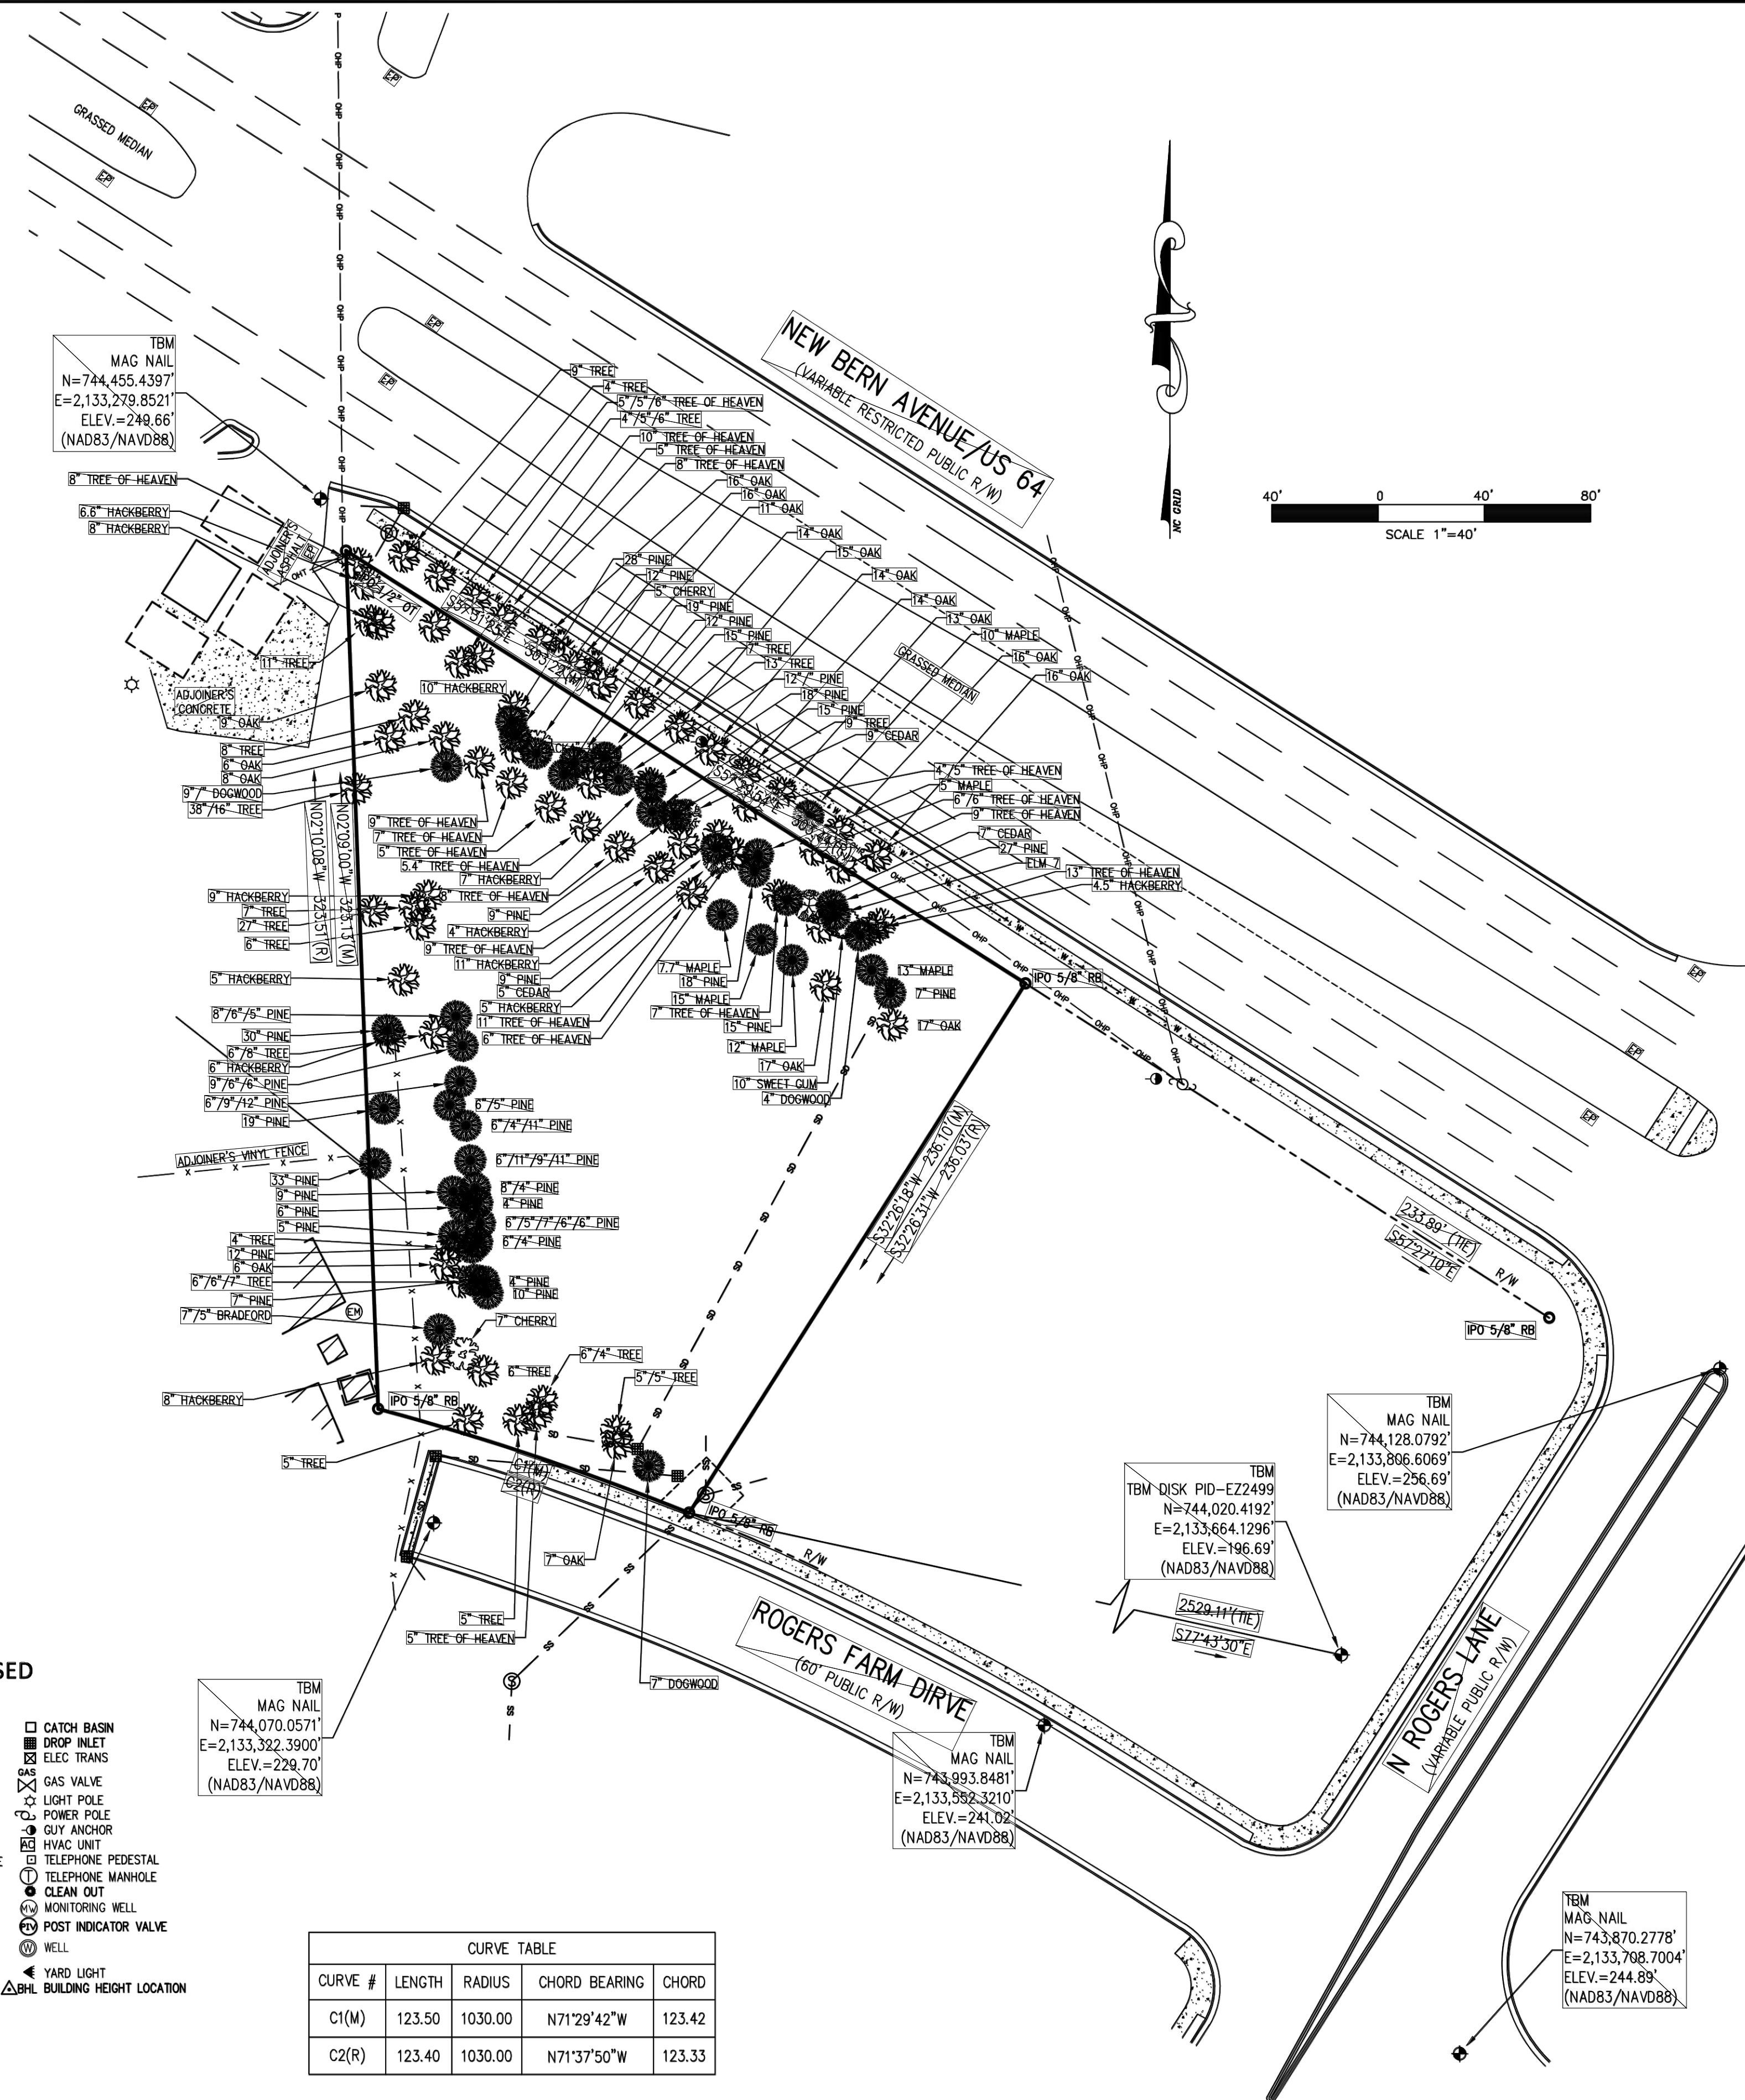 GRASSED MEDIAN
EP
EP
EP
EP
EP
TBM
MAG NAIL
N=744,455.4397'
E=2,133,279.8521'
ELEV.=249.66'
(NAD83/NAVD88)
NEW BERN AVENUE/US 64
(VARIABLE RESTRICTED PUBLIC R/W)
NC GRID
40' 0 40' 80'
SCALE 1"=40'
9" TREE
4" TREE
5"/5"/6" TREE OF HEAVEN
4"/5"/6" TREE
10" TREE OF HEAVEN
5" TREE OF HEAVEN
8" TREE OF HEAVEN
16" OAK
16" OAK
11" OAK
14" OAK
15" OAK
14" OAK
14" OAK
13" OAK
10" MAPLE
16" OAK
16" OAK
GRASSED MEDIAN
8" TREE OF HEAVEN
6.6" HACKBERRY
8" HACKBERRY
ADJOINER'S
ASPHALT
EP
OHT
11" TREE
ADJOINER'S
CONCRETE
9" OAK
8" TREE
6" OAK
8" OAK
9"/" DOGWOOD
38"/16" TREE
28" PINE
12" PINE
5" CHERRY
19" PINE
12" PINE
15" PINE
7" TREE
13" TREE
12"/" PINE
18" PINE
15" PINE
9" TREE
9" CEDAR
10" HACKBERRY
4"/5" TREE OF HEAVEN
5" MAPLE
6"/6" TREE OF HEAVEN
9" TREE OF HEAVEN
7" CEDAR
27" PINE
ELM 7
13" TREE OF HEAVEN
4.5" HACKBERRY
9" TREE OF HEAVEN
7" TREE OF HEAVEN
5" TREE OF HEAVEN
5.4" TREE OF HEAVEN
7" HACKBERRY
TREE OF HEAVEN
9" PINE
4" HACKBERRY
9" TREE OF HEAVEN
11" HACKBERRY
9" PINE
5" CEDAR
5" HACKBERRY
11" TREE OF HEAVEN
6" TREE OF HEAVEN
N02°10'08"W 323.51'(R)
N02°09'00"W 325.13'(M)
9" HACKBERRY
7" TREE
27" TREE
6" TREE
5" HACKBERRY
8"/6"/5" PINE
30" PINE
6"/8" TREE
6" HACKBERRY
9"/6"/6" PINE
6"/9"/12" PINE
19" PINE
ADJOINER'S VINYL FENCE
33" PINE
9" PINE
6" PINE
5" PINE
4" TREE
12" PINE
6" OAK
6"/6"/7" TREE
7" PINE
7"/5" BRADFORD
EM
8" HACKBERRY
5" TREE
7.7" MAPLE
18" PINE
15" MAPLE
7" TREE OF HEAVEN
15" PINE
12" MAPLE
17" OAK
10" SWEET GUM
4" DOGWOOD
13" MAPLE
7" PINE
17" OAK
IPO 5/8" RB
6"/5" PINE
6"/4"/11" PINE
6"/11"/9"/11" PINE
8"/4" PINE
4" PINE
6"/5"/7"/6"/6" PINE
6"/4" PINE
4" PINE
10" PINE
7" CHERRY
6" TREE
6"/4" TREE
5"/5" TREE
IPO 5/8" RB
C1(M)
C2(R)
IPO 5/8" RB
S32°26'18"W 236.10'(M)
S32°26'31"W 236.03'(R)
233.89' (TIE)
S57°27'10"E
R/W
IPO 5/8" RB
EP
EP
EP
7" OAK
5" TREE
5" TREE OF HEAVEN
7" DOGWOOD
R/W
ROGERS FARM DIRVE
(60' PUBLIC R/W)
TBM
MAG NAIL
N=744,128.0792'
E=2,133,806.6069'
ELEV.=256.69'
(NAD83/NAVD88)
TBM
TBM DISK PID-EZ2499
N=744,020.4192'
E=2,133,664.1296'
ELEV.=196.69'
(NAD83/NAVD88)
2529.11'(TIE)
S77°43'30"E
N ROGERS LANE
(VARIABLE PUBLIC R/W)
TBM
MAG NAIL
N=744,070.0571'
E=2,133,322.3900'
ELEV.=229.70'
(NAD83/NAVD88)
TBM
MAG NAIL
N=743,993.8481'
E=2,133,552.3210'
ELEV.=241.02'
(NAD83/NAVD88)
TBM
MAG NAIL
N=743,870.2778'
E=2,133,708.7004'
ELEV.=244.89'
(NAD83/NAVD88)
SED
CATCH BASIN
DROP INLET
ELEC TRANS
GAS
GAS VALVE
LIGHT POLE
POWER POLE
GUY ANCHOR
HVAC UNIT
TELEPHONE PEDESTAL
T TELEPHONE MANHOLE
CLEAN OUT
MW MONITORING WELL
PIV POST INDICATOR VALVE
W WELL
YARD LIGHT
BHL BUILDING HEIGHT LOCATION
CURVE TABLE
CURVE # LENGTH RADIUS CHORD BEARING CHORD
C1(M) 123.50 1030.00 N71°29'42"W 123.42
C2(R) 123.40 1030.00 N71°37'50"W 123.33